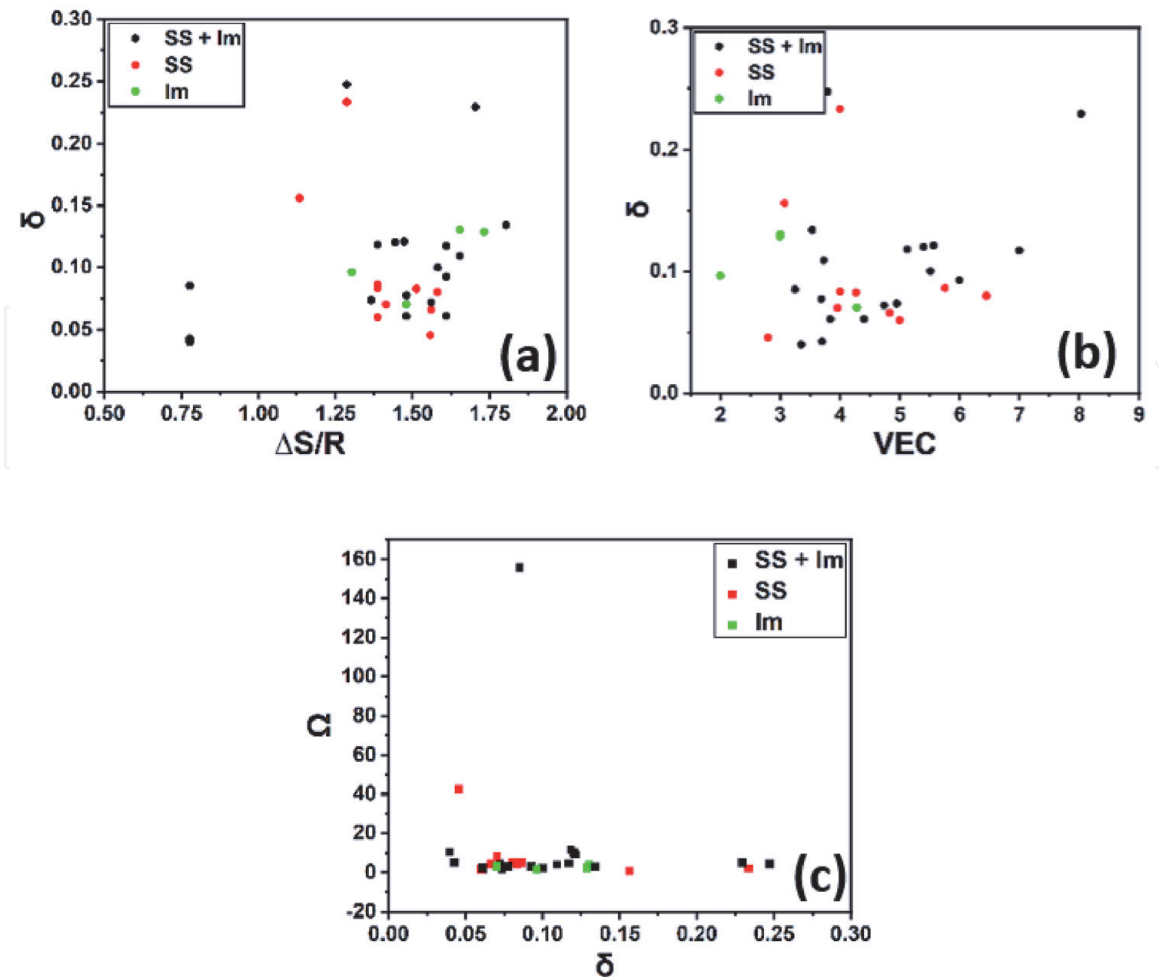 0.30
0.25
0.20
0.15
0.10
0.05
0.00
δ
SS + Im
SS
Im
(a)
0.50 0.75 1.00 1.25 1.50 1.75 2.00
ΔS/R
0.3
0.2
0.1
0.0
δ
SS + Im
SS
Im
(b)
2 3 4 5 6 7 8 9
VEC
160
140
120
100
80
60
40
20
0
-20
Ω
SS + Im
SS
Im
(c)
0.00 0.05 0.10 0.15 0.20 0.25 0.30
δ